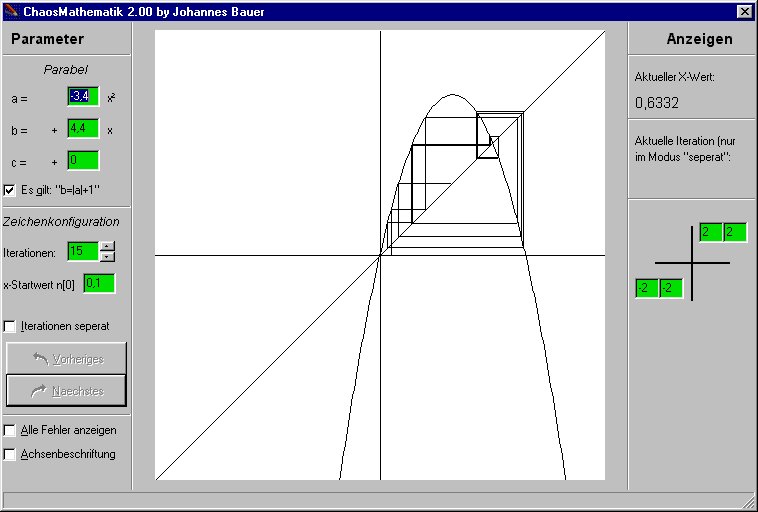 ChaosMathematik 2.00 by Johannes Bauer
Parameter
Parabel
a = -3,4 x²
b = + 4,4 x
c = + 0
Es gilt: "b=|a|+1"
Zeichenkonfiguration
Iterationen: 15
x-Startwert n[0] 0,1
Iterationen seperat
Vorheriges
Naechstes
Alle Fehler anzeigen
Achsenbeschriftung
Anzeigen
Aktueller X-Wert:
0,6332
Aktuelle Iteration (nur
im Modus "seperat":
2 2
-2 -2